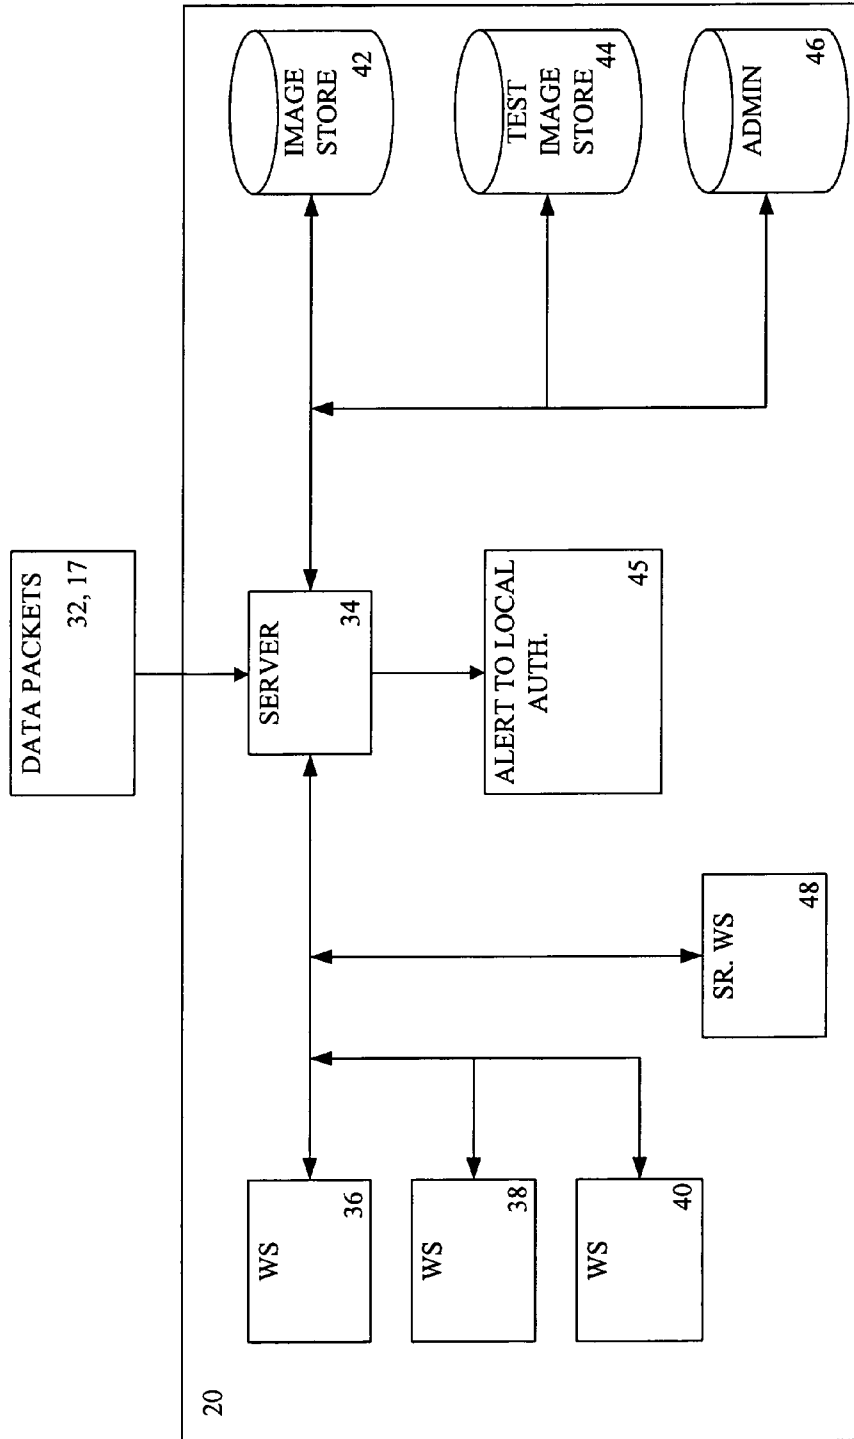 DATA PACKETS
32, 17
20
WS
36
SERVER
34
IMAGE
STORE
42
WS
38
ALERT TO LOCAL
AUTH.
45
TEST
IMAGE
STORE
44
WS
40
SR. WS
48
ADMIN
46